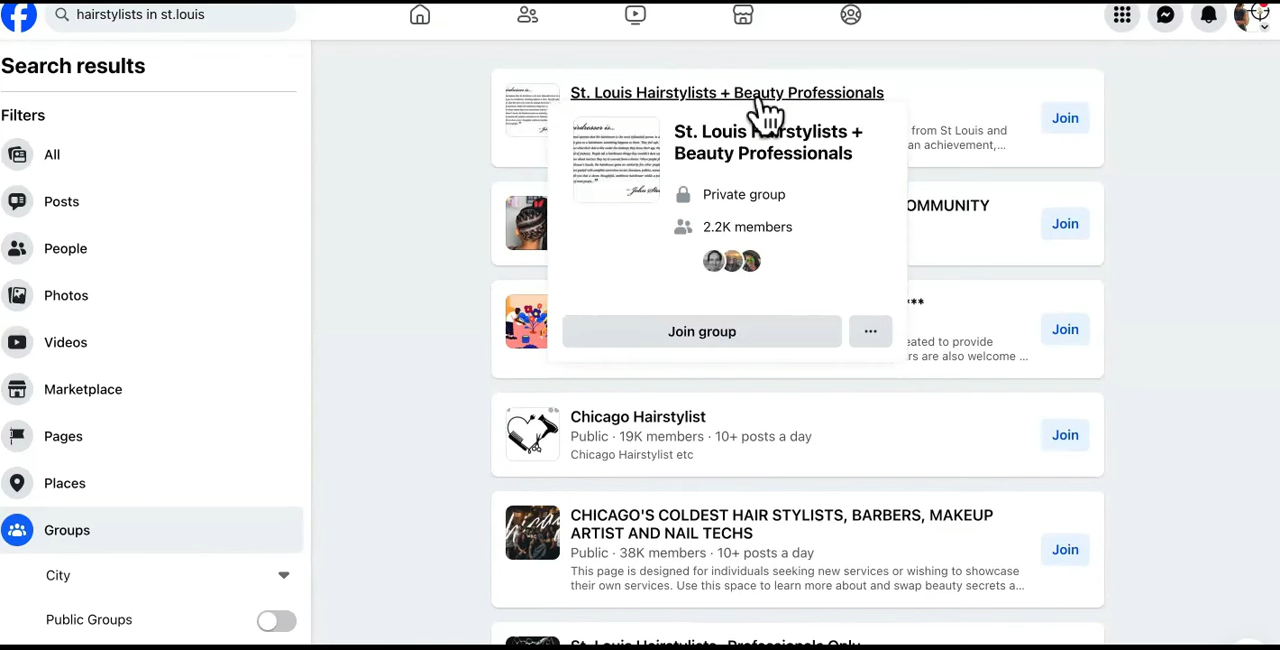 hairstylists in st.louis
Search results
Filters
All
Posts
People
Photos
Videos
Marketplace
Pages
Places
Groups
City
Public Groups
St. Louis Hairstylists + Beauty Professionals
from St Louis and
an achievement,...
Join
St. Louis Hairstylists +
Beauty Professionals
Private group
2.2K members
Join group
...
OMMUNITY
Join
***
eated to provide
rs are also welcome ...
Join
Chicago Hairstylist
Public · 19K members · 10+ posts a day
Chicago Hairstylist etc
Join
CHICAGO'S COLDEST HAIR STYLISTS, BARBERS, MAKEUP
ARTIST AND NAIL TECHS
Public · 38K members · 10+ posts a day
This page is designed for individuals seeking new services or wishing to showcase
their own services. Use this space to learn more about and swap beauty secrets a...
Join
St. Louis Hairstylists - Professionals Only